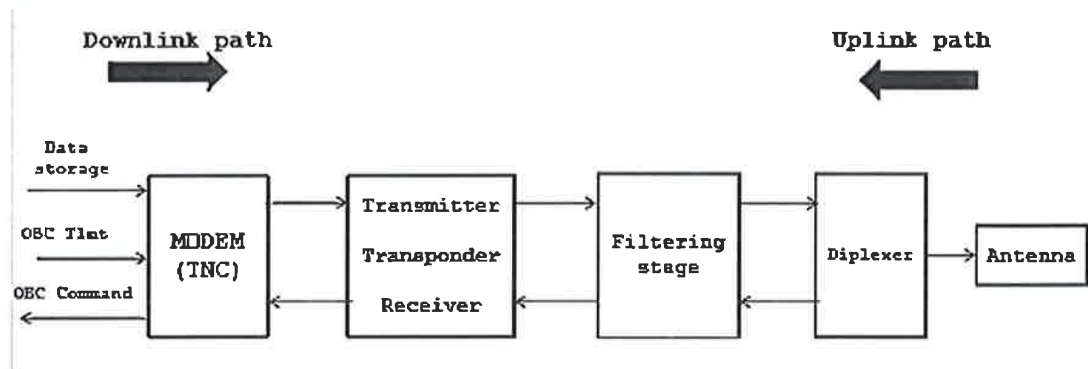 Downlink path
Uplink path
Data
storage
OBC Tlmt
OBC Command
MODEM
(TNC)
Transmitter
Transponder
Receiver
Filtering
stage
Diplexer
Antenna